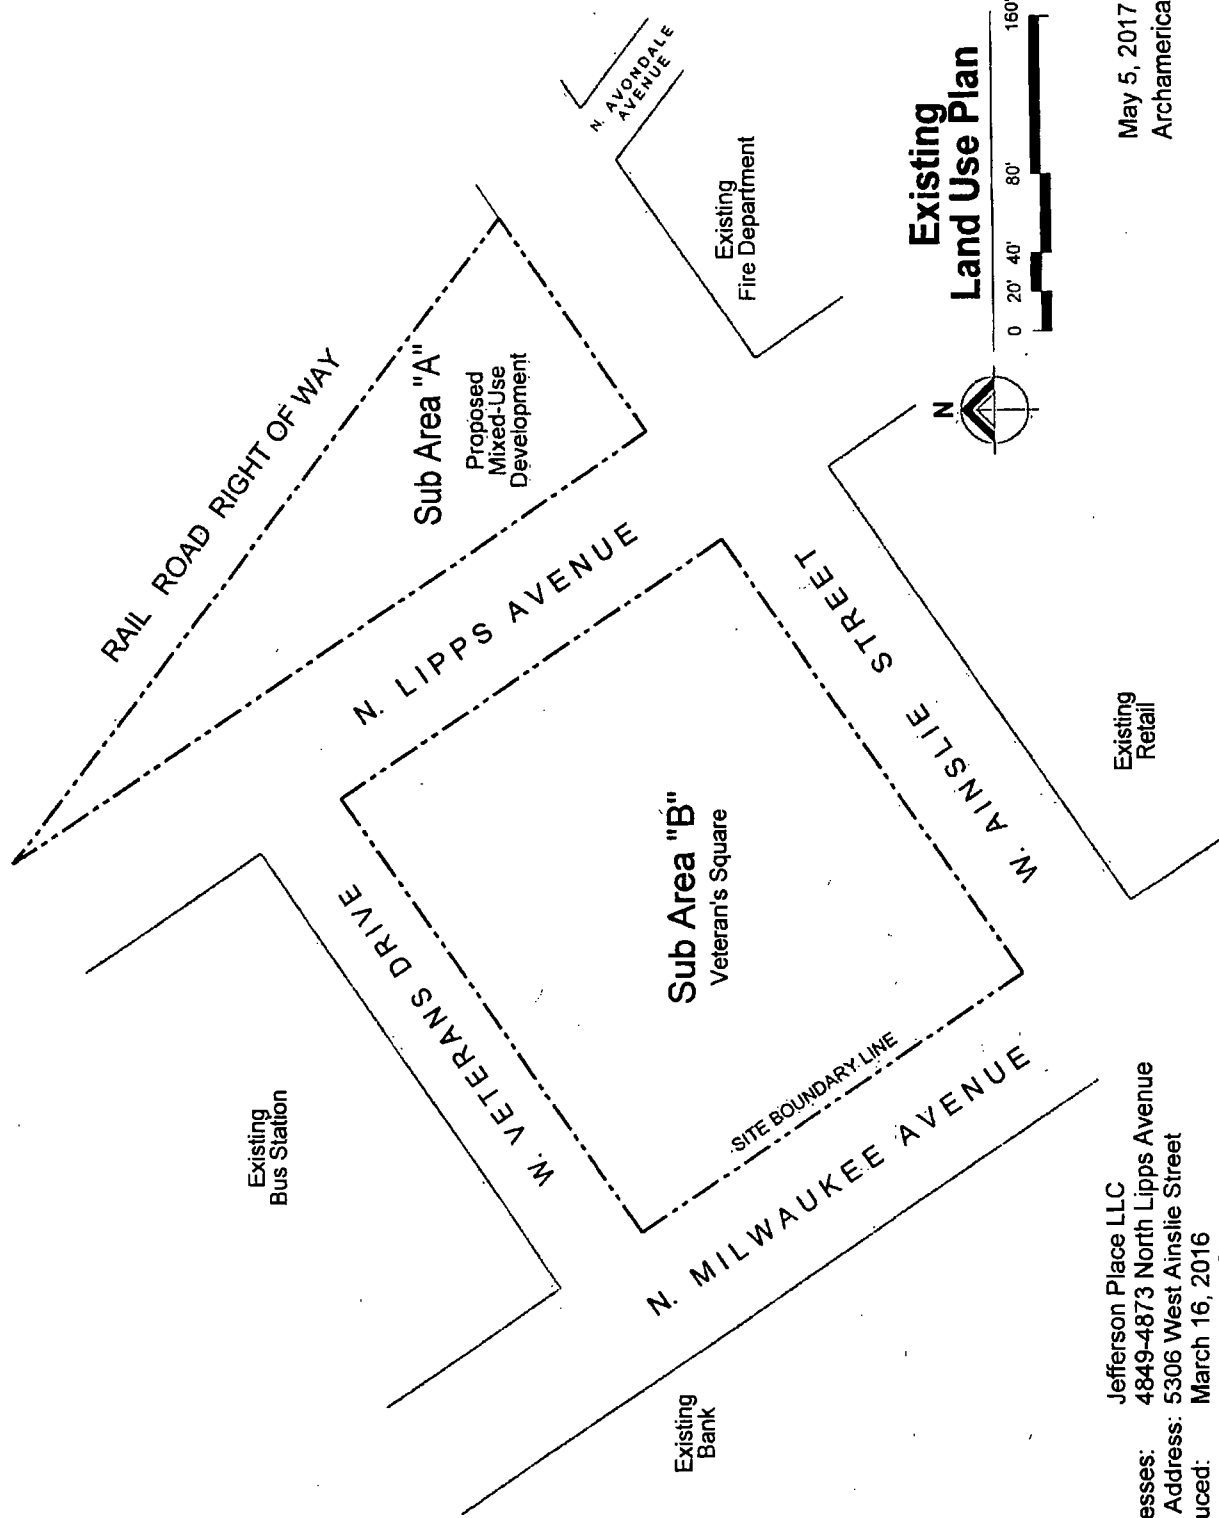 RAIL ROAD RIGHT OF WAY
N. AVONDALE
AVENUE
Sub Area "A"
Proposed
Mixed-Use
Development
Existing
Fire Department
N. LIPPS AVENUE
Existing
Bus Station
W. VETERANS DRIVE
Sub Area "B"
Veteran's Square
W. AINSLIE STREET
SITE BOUNDARY LINE
N. MILWAUKEE AVENUE
Existing
Bank
Existing
Retail
N
Existing
Land Use Plan
0 20' 40' 80' 160'
Jefferson Place LLC
esses: 4849-4873 North Lipps Avenue
Address: 5306 West Ainslie Street
uced: March 16, 2016
May 5, 2017
Archamerica